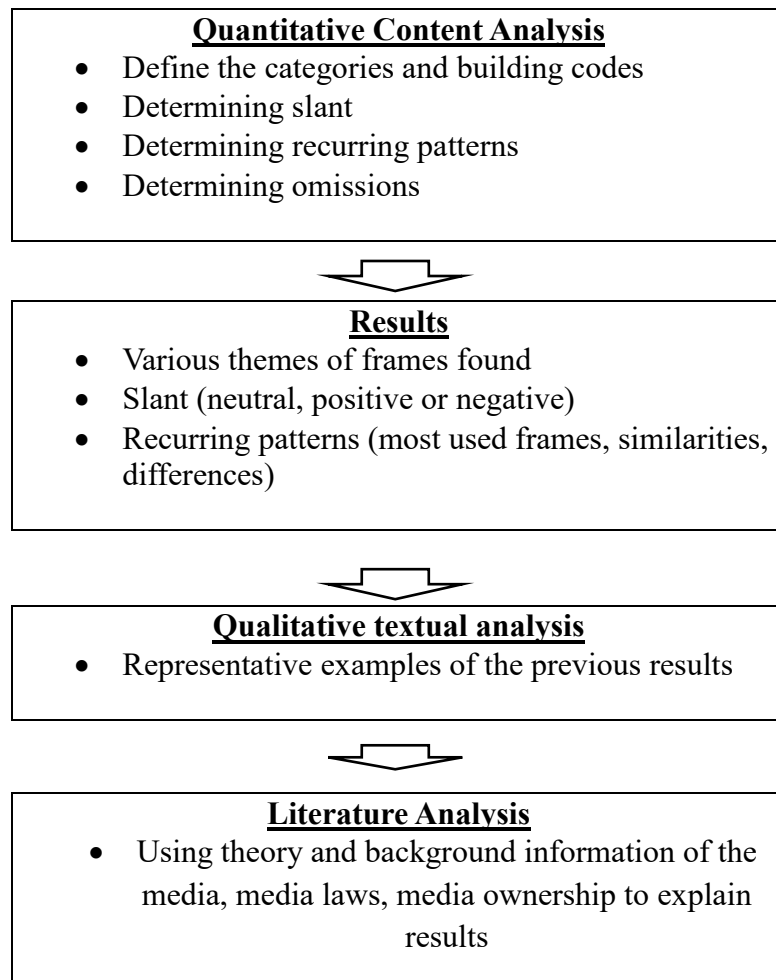 Quantitative Content Analysis
• Define the categories and building codes
• Determining slant
• Determining recurring patterns
• Determining omissions
Results
• Various themes of frames found
• Slant (neutral, positive or negative)
• Recurring patterns (most used frames, similarities,
differences)
Qualitative textual analysis
• Representative examples of the previous results
Literature Analysis
• Using theory and background information of the
media, media laws, media ownership to explain
results